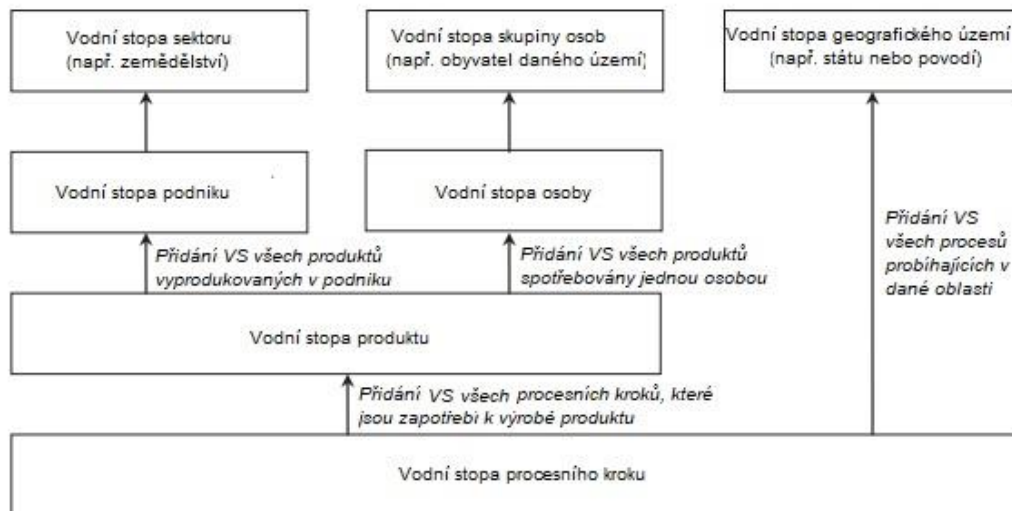 Vodní stopa sektoru
(např. zemědělství)
Vodní stopa skupiny osob
(např. obyvatel daného území)
Vodní stopa geografického území
(např. státu nebo povodí)
Vodní stopa podniku
Vodní stopa osoby
Přidání VS
všech procesů
probíhajících v
dané oblasti
Přidání VS všech produktů
vyprodukovaných v podniku
Přidání VS všech produktů
spotřebovány jednou osobou
Vodní stopa produktu
Přidání VS všech procesních kroků, které
jsou zapotřebí k výrobě produktu
Vodní stopa procesního kroku